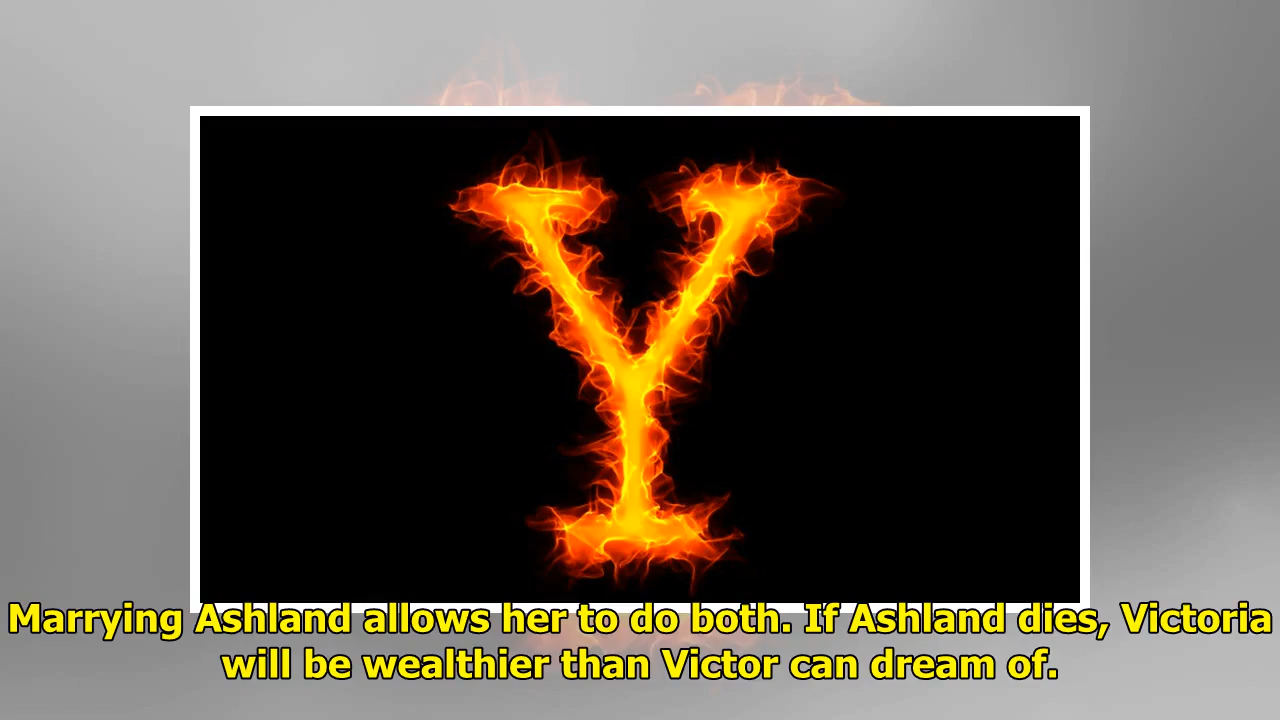 Y
Marrying Ashland allows her to do both. If Ashland dies, Victoria
will be wealthier than Victor can dream of.